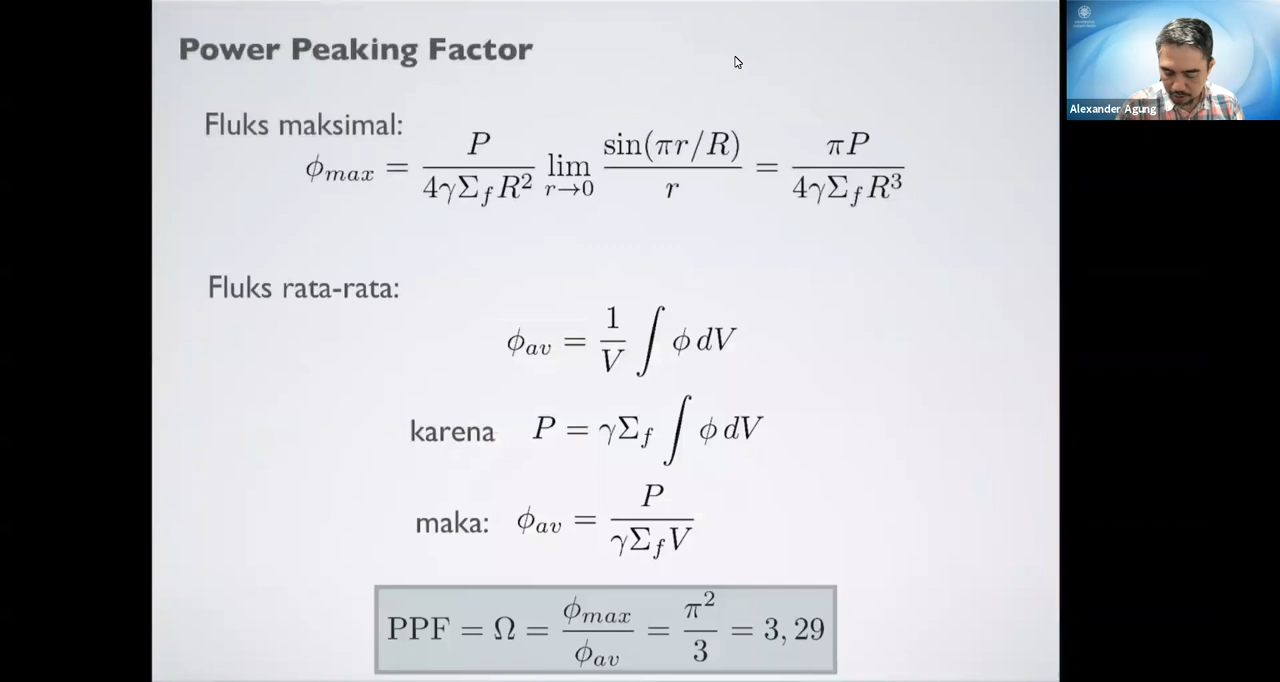 Power Peaking Factor
Fluks maksimal:
ϕ_max = P / (4γΣ_f R²) lim_{r→0} sin(πr/R) / r = πP / (4γΣ_f R³)
Fluks rata-rata:
ϕ_av = 1/V ∫ ϕ dV
karena P = γΣ_f ∫ ϕ dV
maka: ϕ_av = P / (γΣ_f V)
PPF = Ω = ϕ_max / ϕ_av = π² / 3 = 3, 29
Alexander Agung